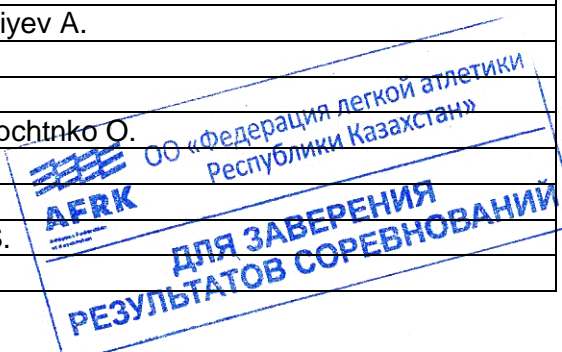 iyev A.
ochtnko O.
S.
ОО «Федерация легкой атлетики
Республики Казахстан»
AFRK
ДЛЯ ЗАВЕРЕНИЯ
РЕЗУЛЬТАТОВ СОРЕВНОВАНИЙ